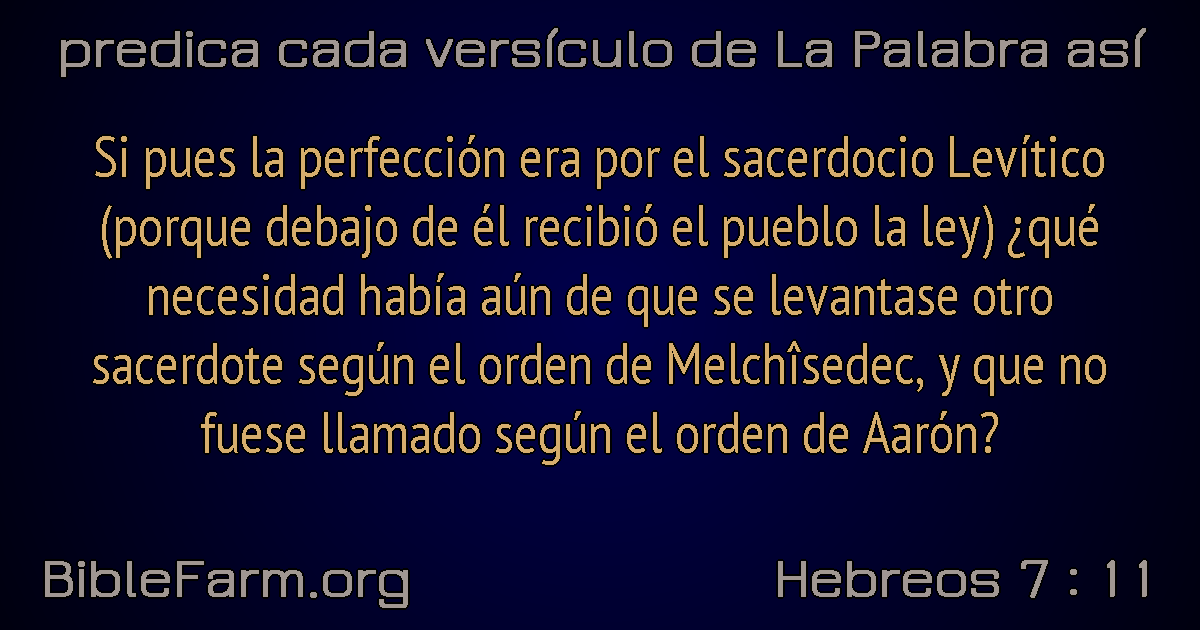 predica cada versículo de La Palabra así
Si pues la perfección era por el sacerdocio Levítico
(porque debajo de él recibió el pueblo la ley) ¿qué
necesidad había aún de que se levantase otro
sacerdote según el orden de Melchîsedec, y que no
fuese llamado según el orden de Aarón?
BibleFarm.org
Hebreos 7 : 11